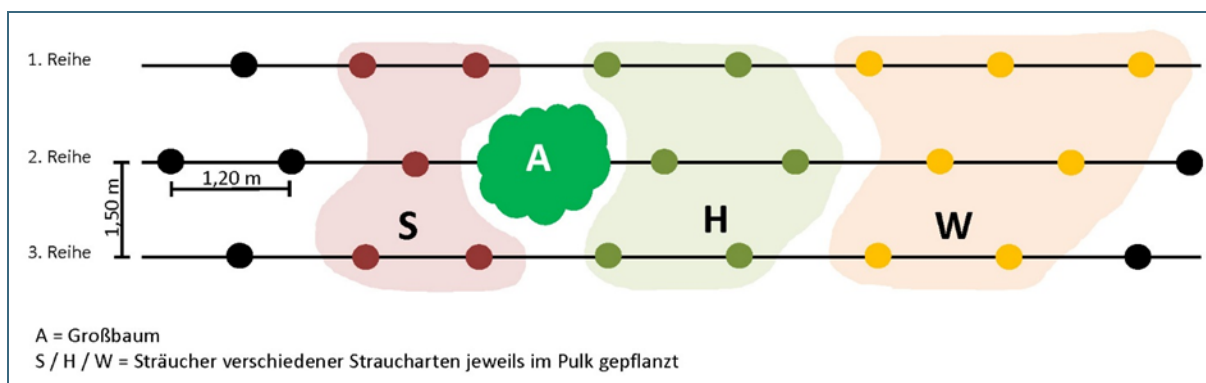 1. Reihe
A
2. Reihe
1,20 m
1,50 m
S
H
W
3. Reihe
A = Großbaum
S / H / W = Sträucher verschiedener Straucharten jeweils im Pulk gepflanzt